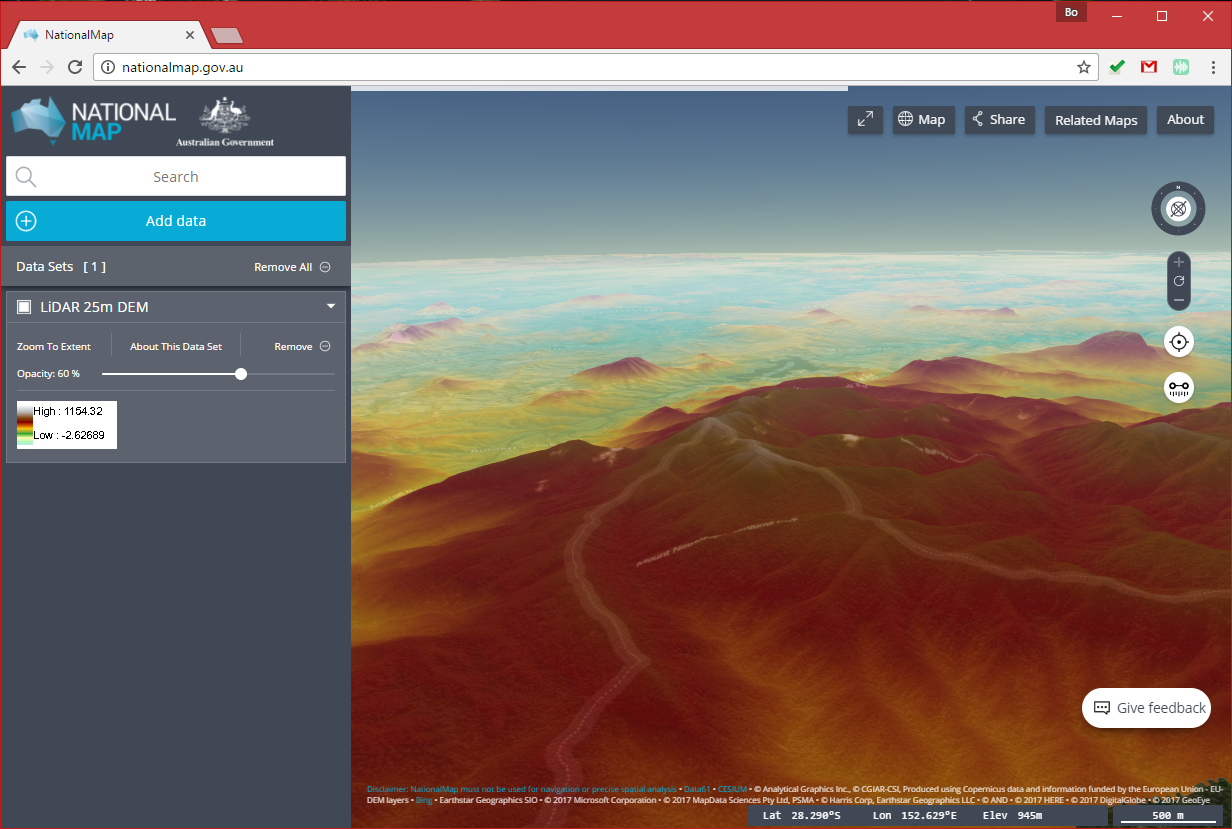 Bo
NationalMap
nationalmap.gov.au
NATIONAL
MAP
Australian Government
Map
Share
Related Maps
About
Search
Add data
Data Sets [ 1 ]
Remove All
LiDAR 25m DEM
Zoom To Extent
About This Data Set
Remove
Opacity: 60 %
High : 1154.32
Low : -2.62689
N
Give feedback
Disclaimer: NationalMap must not be used for navigation or precise spatial analysis • Data61 • CESIUM • © Analytical Graphics Inc., © CGIAR-CSI, Produced using Copernicus data and information funded by the European Union - EU-
DEM layers • Bing • Earthstar Geographics SIO • © 2017 Microsoft Corporation • © 2017 MapData Sciences Pty Ltd, PSMA • © Harris Corp, Earthstar Geographics LLC • © AND • © 2017 HERE • © 2017 DigitalGlobe • © 2017 GeoEye
Lat 28.290°S Lon 152.629°E Elev 945m
500 m